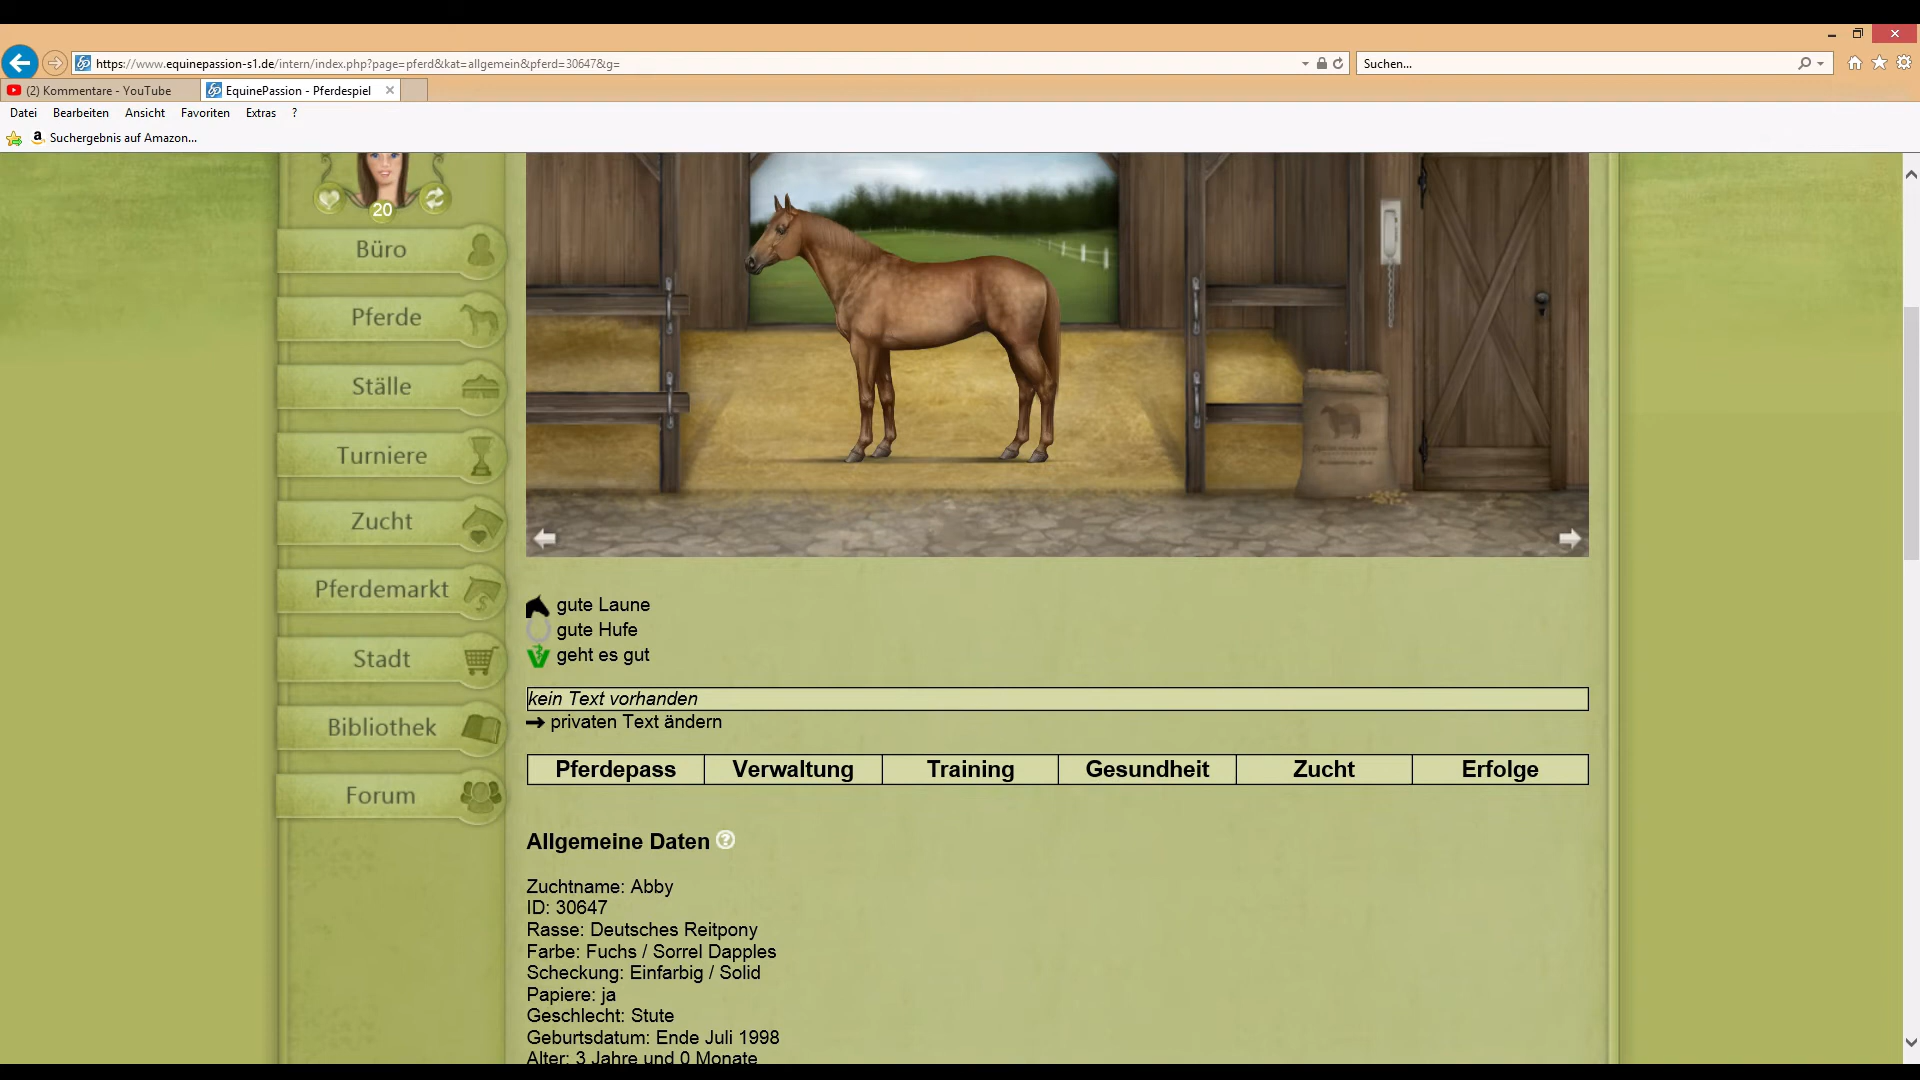 https://www.equinepassion-s1.de/intern/index.php?page=pferd&kat=allgemein&pferd=30647&g=
Suchen...
(2) Kommentare - YouTube
EquinePassion - Pferdespiel
Datei Bearbeiten Ansicht Favoriten Extras ?
Suchergebnis auf Amazon...
20
Büro
Pferde
Ställe
Turniere
Zucht
Pferdemarkt
Stadt
Bibliothek
Forum
gute Laune
gute Hufe
geht es gut
kein Text vorhanden
privaten Text ändern
Pferdepass Verwaltung Training Gesundheit Zucht Erfolge
Allgemeine Daten ?
Zuchtname: Abby
ID: 30647
Rasse: Deutsches Reitpony
Farbe: Fuchs / Sorrel Dapples
Scheckung: Einfarbig / Solid
Papiere: ja
Geschlecht: Stute
Geburtsdatum: Ende Juli 1998
Alter: 3 Jahre und 0 Monate